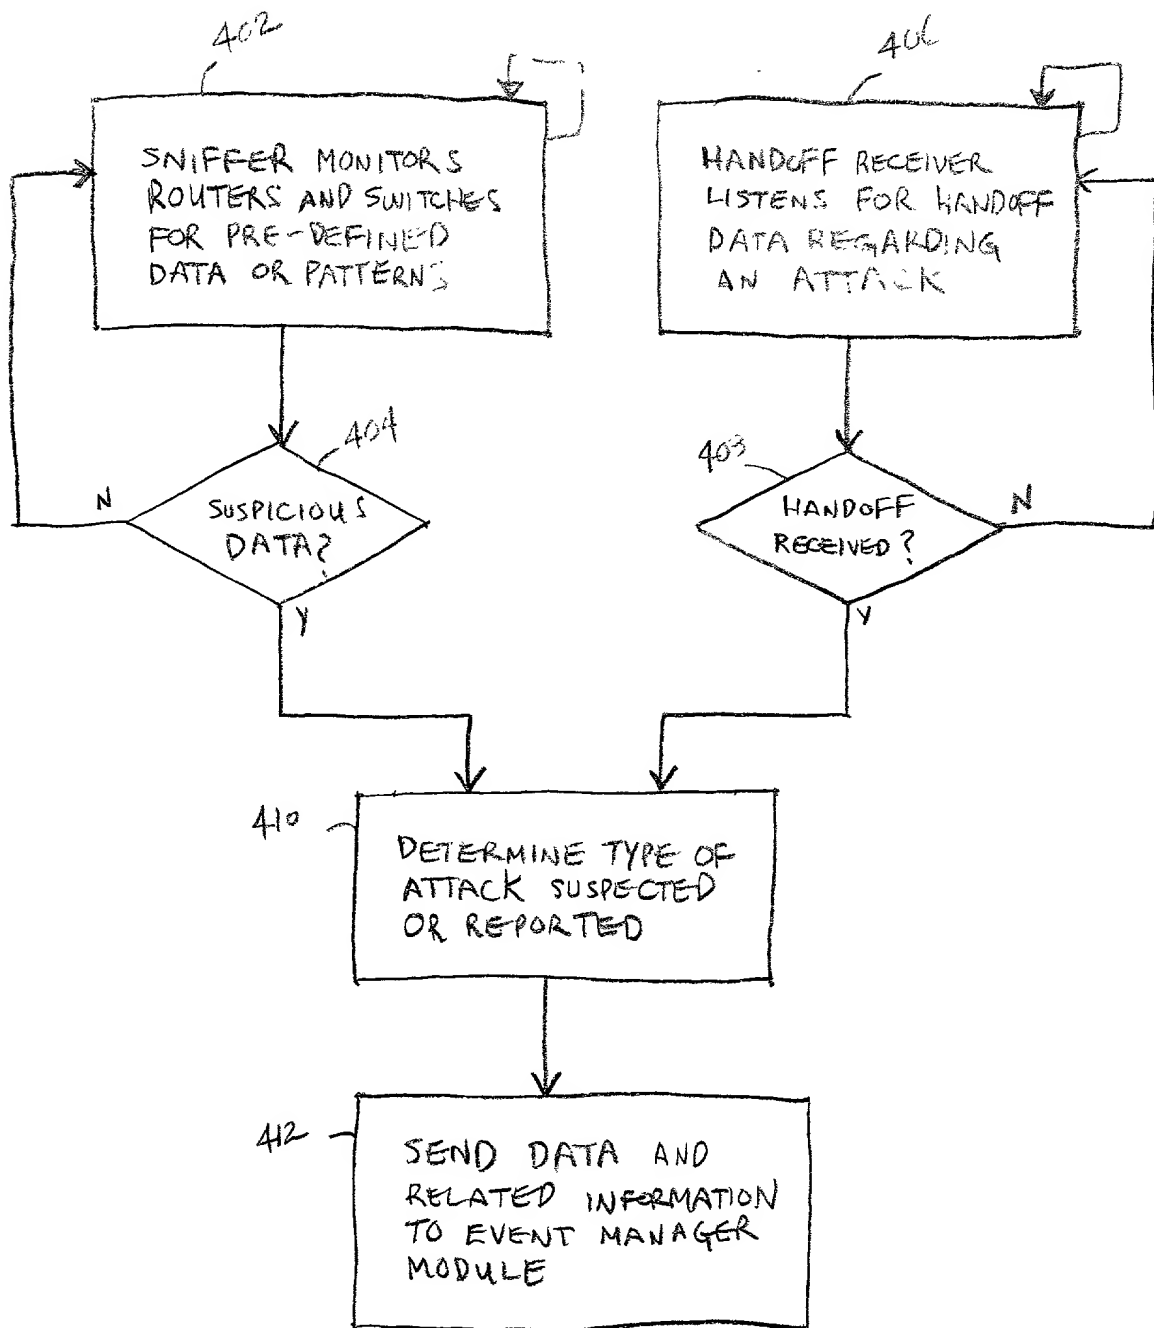 402
SNIFFER MONITORS
ROUTERS AND SWITCHES
FOR PRE-DEFINED
DATA OR PATTERNS
406
HANDOFF RECEIVER
LISTENS FOR HANDOFF
DATA REGARDING
AN ATTACK
404
SUSPICIOUS
DATA?
N
Y
403
HANDOFF
RECEIVED?
N
Y
410
DETERMINE TYPE OF
ATTACK SUSPECTED
OR REPORTED
412
SEND DATA AND
RELATED INFORMATION
TO EVENT MANAGER
MODULE